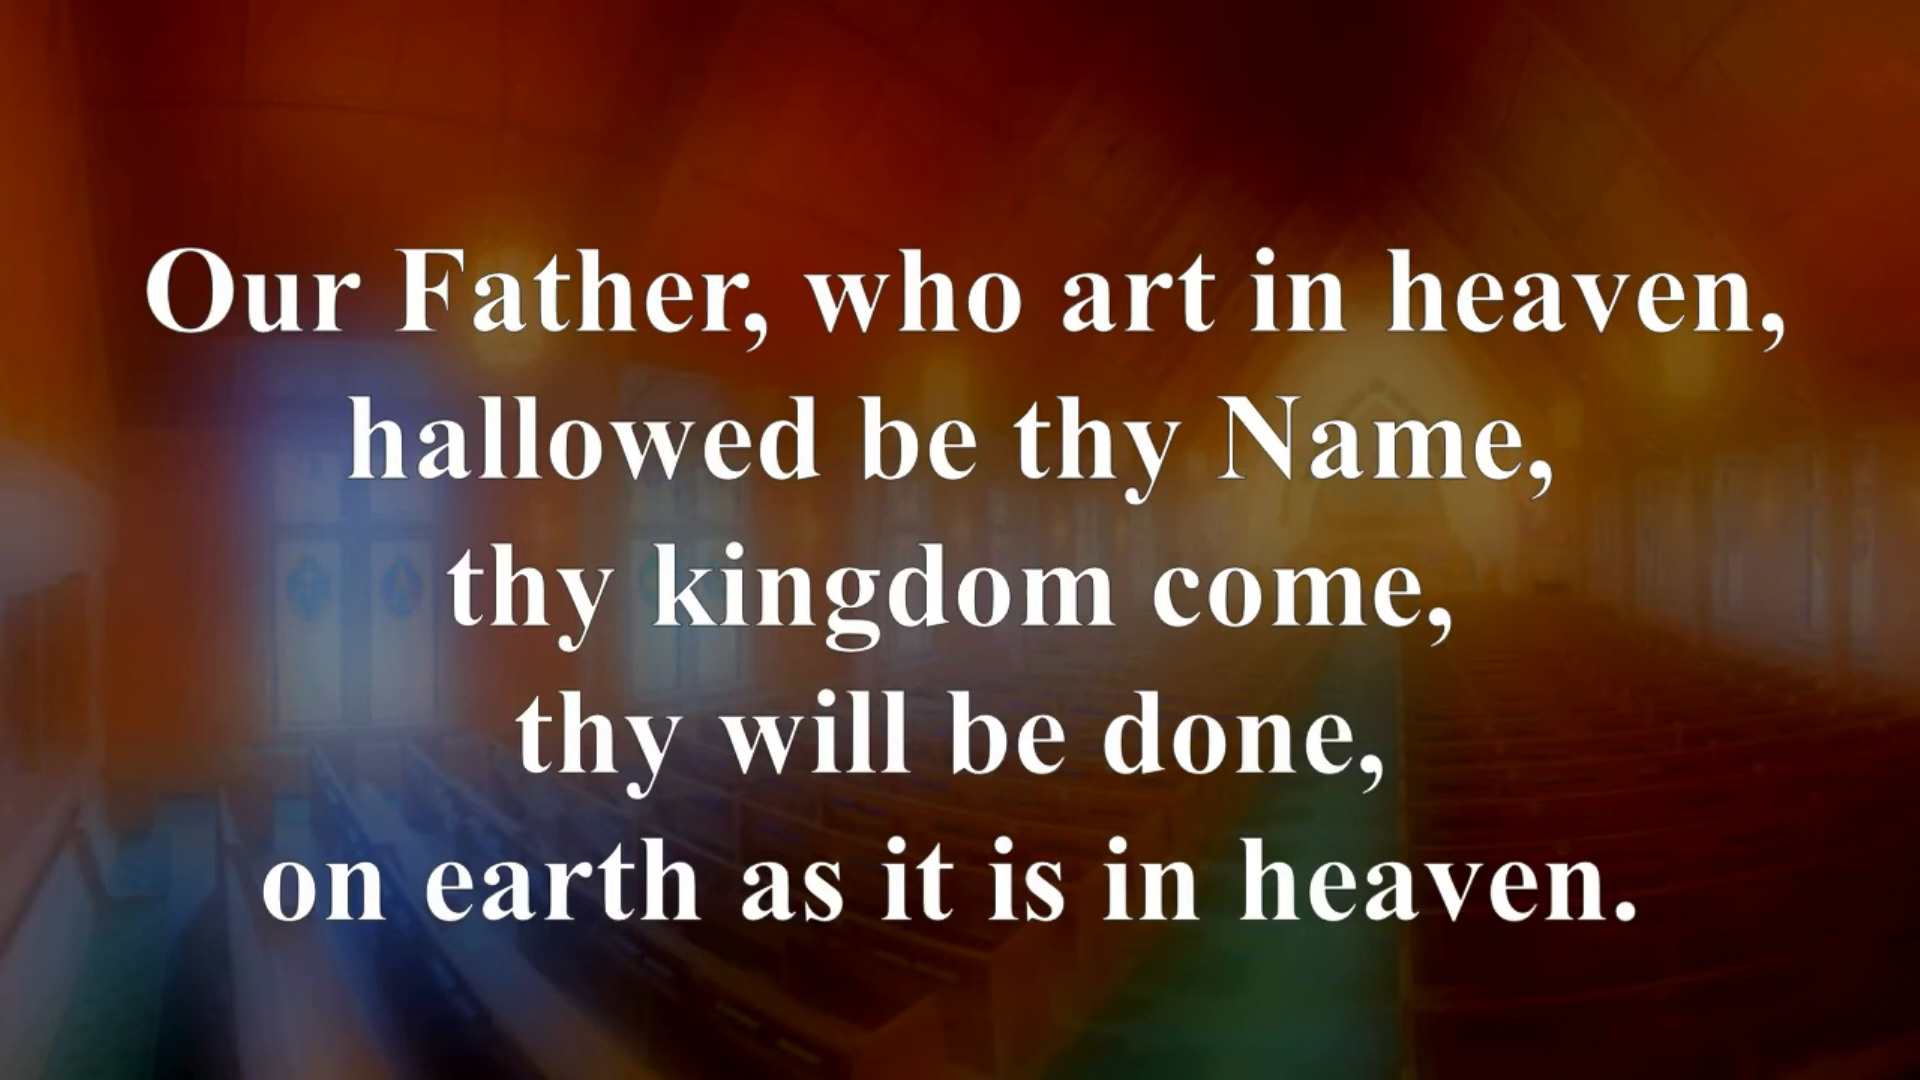 Our Father, who art in heaven,
hallowed be thy Name,
thy kingdom come,
thy will be done,
on earth as it is in heaven.